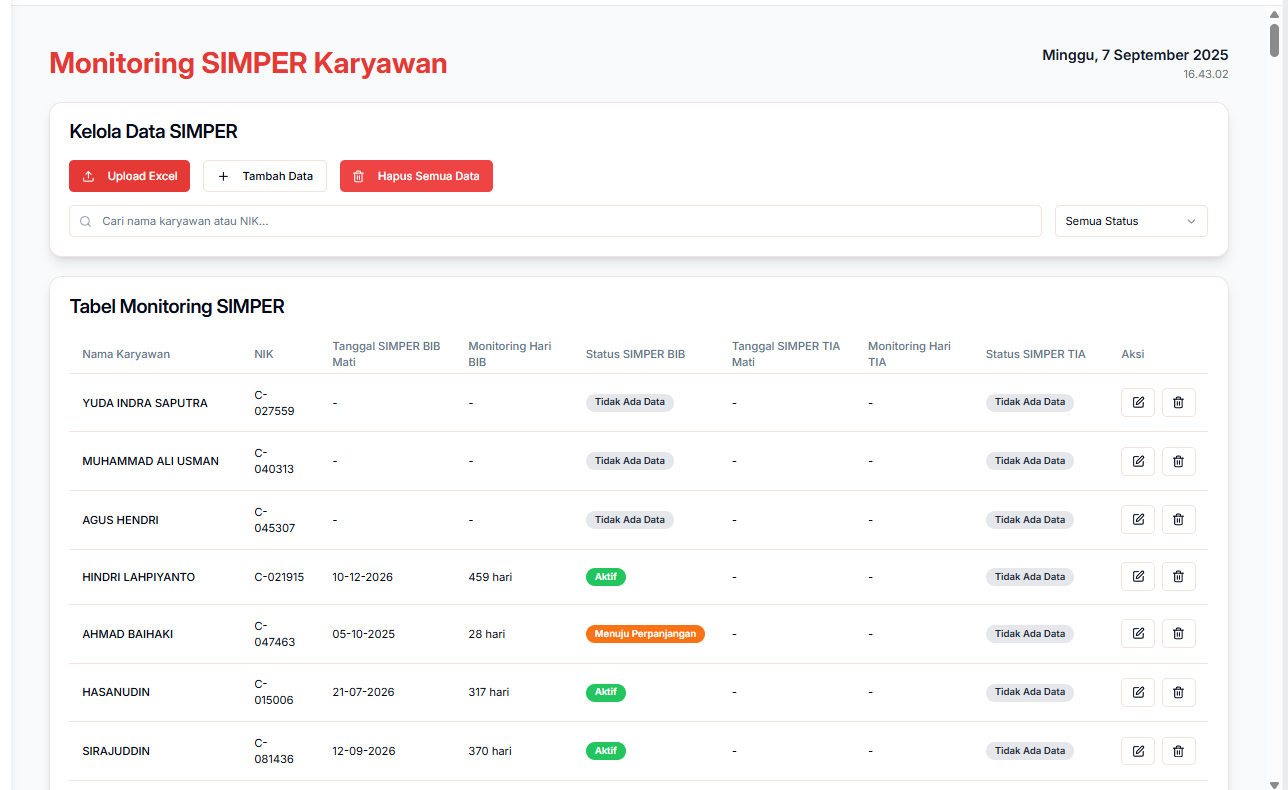 Monitoring SIMPER Karyawan
Minggu, 7 September 2025
16.43.02
Kelola Data SIMPER
Upload Excel
Tambah Data
Hapus Semua Data
Cari nama karyawan atau NIK...
Semua Status
Tabel Monitoring SIMPER
Nama Karyawan
NIK
Tanggal SIMPER BIB
Mati
Monitoring Hari
BIB
Status SIMPER BIB
Tanggal SIMPER TIA
Mati
Monitoring Hari
TIA
Status SIMPER TIA
Aksi
YUDA INDRA SAPUTRA
C-
027559
-
-
Tidak Ada Data
-
-
Tidak Ada Data
MUHAMMAD ALI USMAN
C-
040313
-
-
Tidak Ada Data
-
-
Tidak Ada Data
AGUS HENDRI
C-
045307
-
-
Tidak Ada Data
-
-
Tidak Ada Data
HINDRI LAHPIYANTO
C-021915
10-12-2026
459 hari
Aktif
-
-
Tidak Ada Data
AHMAD BAIHAKI
C-
047463
05-10-2025
28 hari
Menuju Perpanjangan
-
-
Tidak Ada Data
HASANUDIN
C-
015006
21-07-2026
317 hari
Aktif
-
-
Tidak Ada Data
SIRAJUDDIN
C-
081436
12-09-2026
370 hari
Aktif
-
-
Tidak Ada Data